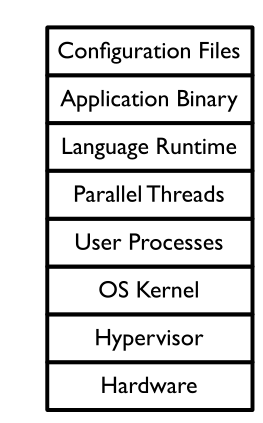 Configuration Files
Application Binary
Language Runtime
Parallel Threads
User Processes
OS Kernel
Hypervisor
Hardware